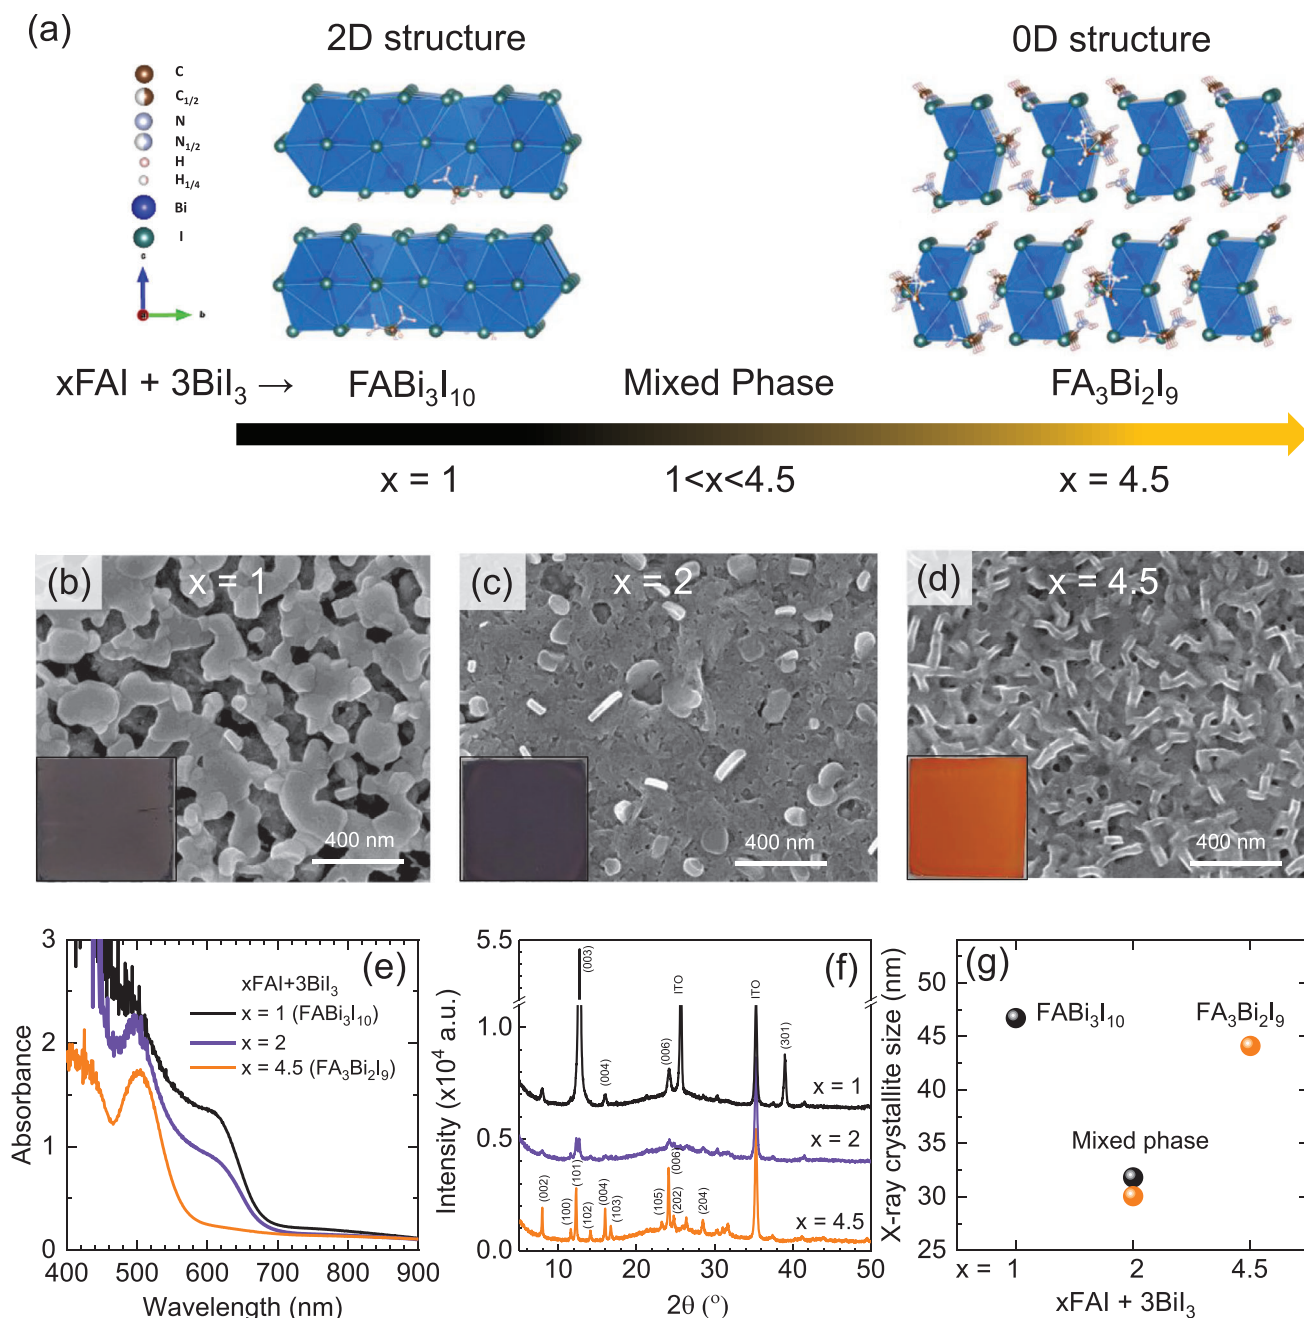 (a)
2D structure
0D structure
C
C1/2
N
N1/2
H
H1/4
Bi
I
c
b
xFAI + 3BiI3 → FABi3I10 Mixed Phase FA3Bi2I9
x = 1 1<x<4.5 x = 4.5
(b) x = 1
400 nm
(c) x = 2
400 nm
(d) x = 4.5
400 nm
(e)
xFAI+3BiI3
x = 1 (FABi3I10)
x = 2
x = 4.5 (FA3Bi2I9)
3
2
1
0
Absorbance
400 500 600 700 800 900
Wavelength (nm)
(f)
5.5
1.0
0.5
0.0
Intensity (x10^4 a.u.)
(003)
(004)
(006)
ITO
ITO
(301)
x = 1
x = 2
(002)
(100)
(101)
(102)
(004)
(103)
(105)
(006)
(202)
(204)
x = 4.5
10 20 30 40 50
2θ (°)
(g)
50
45
40
35
30
25
X-ray crystallite size (nm)
FABi3I10
FA3Bi2I9
Mixed phase
x = 1 2 4.5
xFAI + 3BiI3